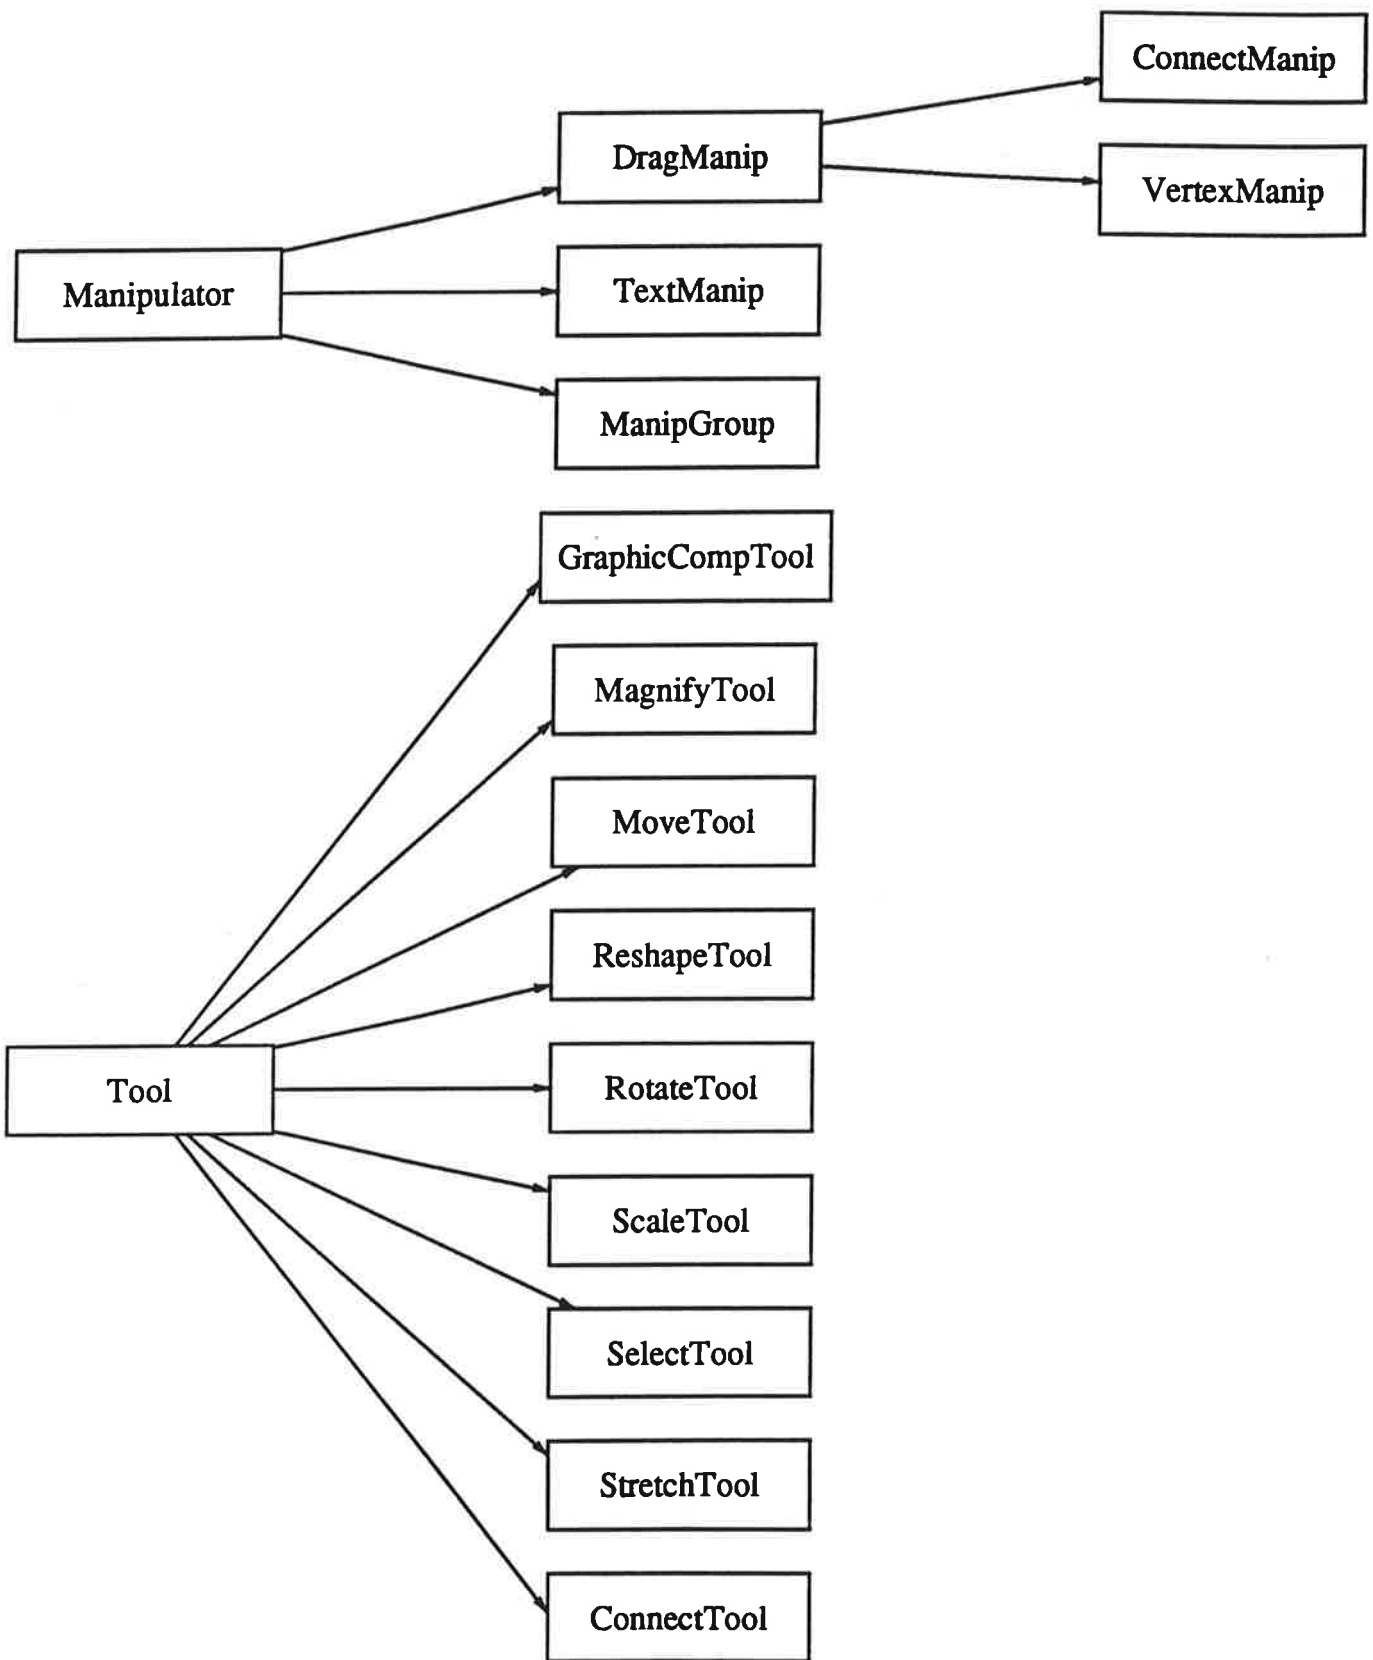 ConnectManip
DragManip
VertexManip
Manipulator
TextManip
ManipGroup
GraphicCompTool
MagnifyTool
MoveTool
ReshapeTool
Tool
RotateTool
ScaleTool
SelectTool
StretchTool
ConnectTool